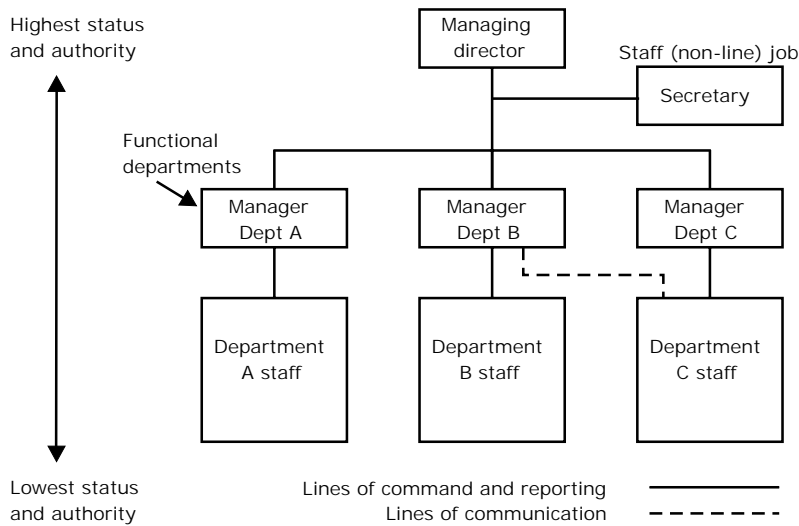 Highest status
and authority
Managing
director
Staff (non-line) job
Secretary
Functional
departments
Manager
Dept A
Manager
Dept B
Manager
Dept C
Department
A staff
Department
B staff
Department
C staff
Lowest status
and authority
Lines of command and reporting
Lines of communication